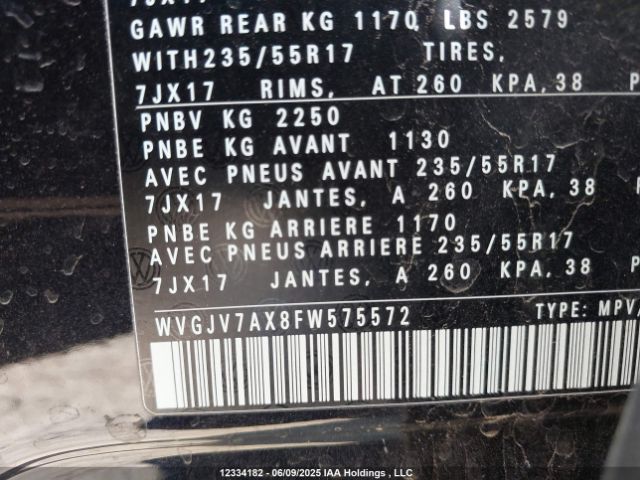 7JX17
GAWR REAR KG 1170, LBS 2579
WITH235/55R17 TIRES,
7JX17 RIMS, AT 260 KPA,38 P
PNBV KG 2250
PNBE KG AVANT 1130
AVEC PNEUS AVANT 235/55R17
7JX17 JANTES, A 260 KPA, 38 P
PNBE KG ARRIERE 1170
AVEC PNEUS ARRIERE 235/55R17
7JX17 JANTES, A 260 KPA, 38 P
WVGJV7AX8FW575572 TYPE: MPV/
12334182 - 06/09/2025 IAA Holdings , LLC